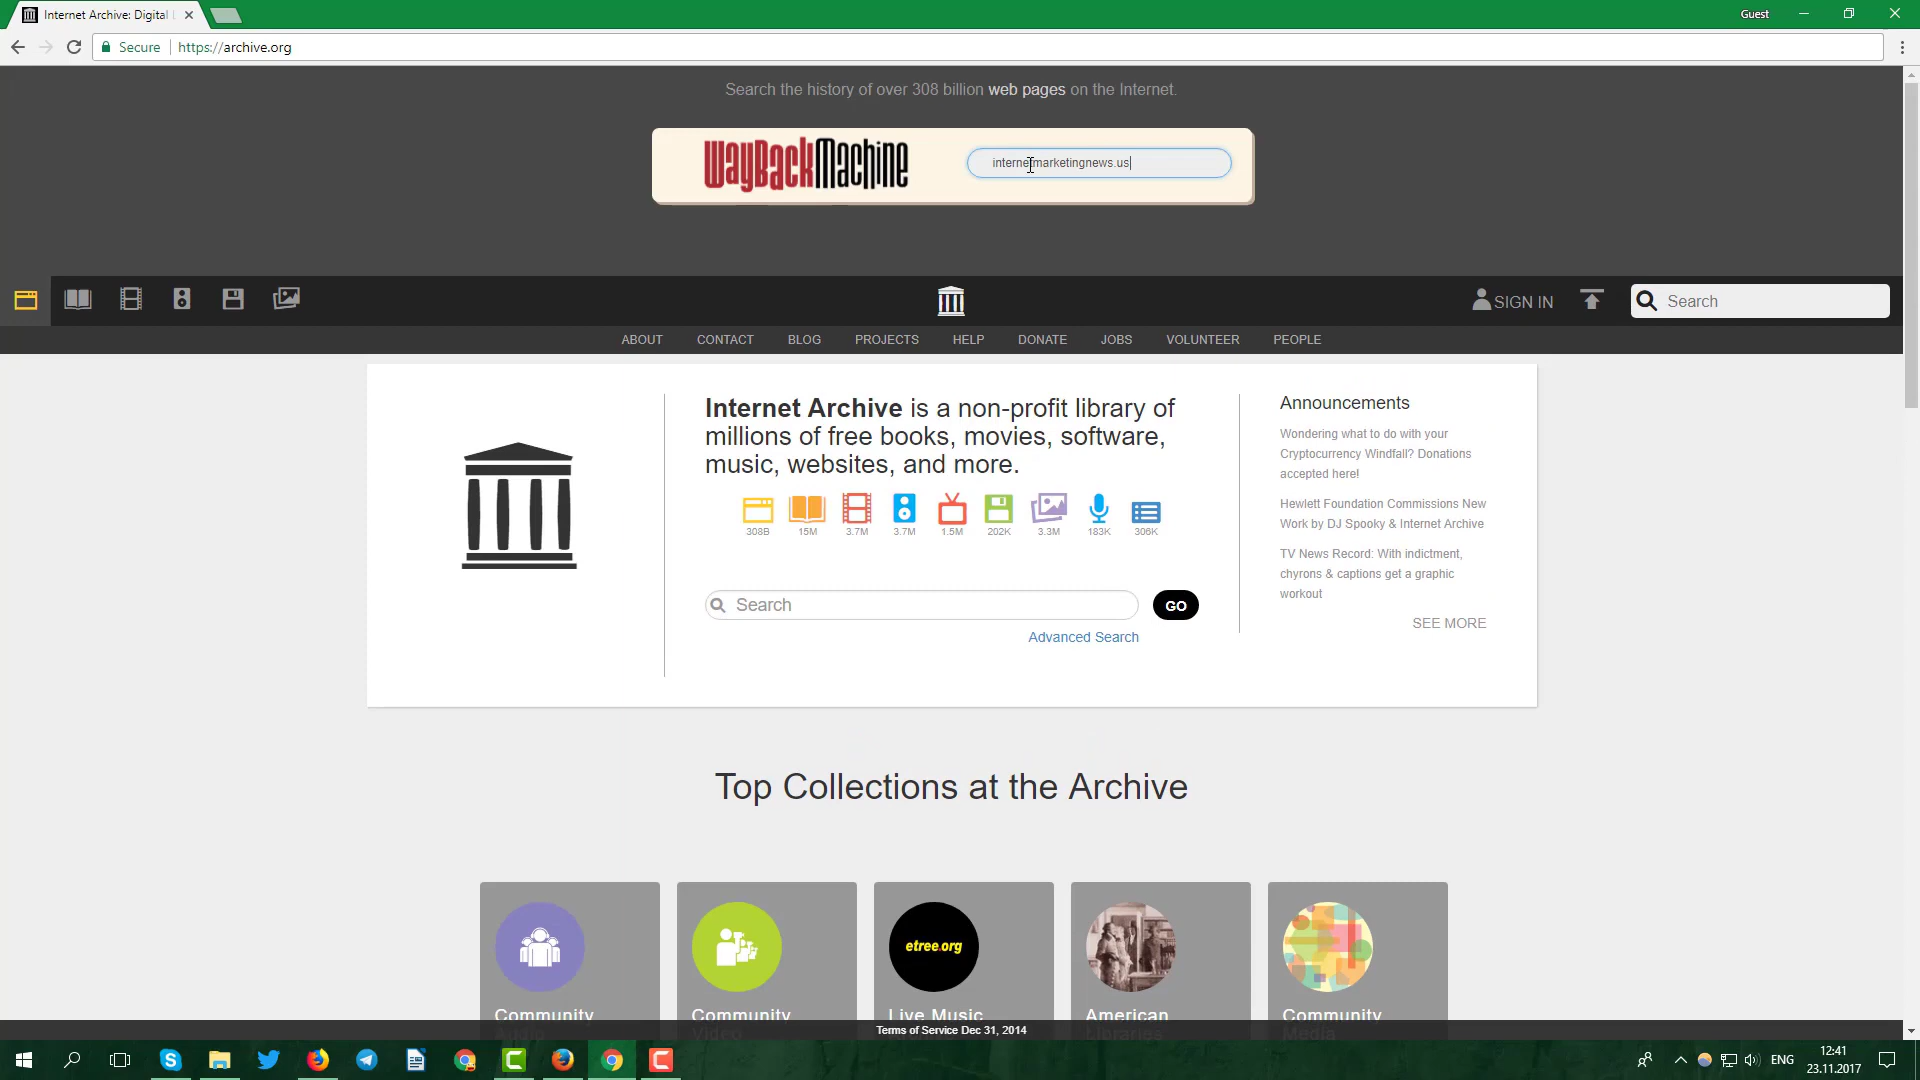 Internet Archive: Digital
Guest
Secure
https://archive.org
Search the history of over 308 billion web pages on the Internet.
WayBackMachine
internetmarketingnews.us
SIGN IN
Search
ABOUT
CONTACT
BLOG
PROJECTS
HELP
DONATE
JOBS
VOLUNTEER
PEOPLE
Internet Archive is a non-profit library of
millions of free books, movies, software,
music, websites, and more.
308B
15M
3.7M
3.7M
1.5M
202K
3.3M
183K
306K
Search
GO
Advanced Search
Announcements
Wondering what to do with your
Cryptocurrency Windfall? Donations
accepted here!
Hewlett Foundation Commissions New
Work by DJ Spooky & Internet Archive
TV News Record: With indictment,
chyrons & captions get a graphic
workout
SEE MORE
Top Collections at the Archive
etree.org
Community
Audio
Community
Video
Live Music
American
Libraries
Community
Media
Terms of Service Dec 31, 2014
ENG
12:41
23.11.2017